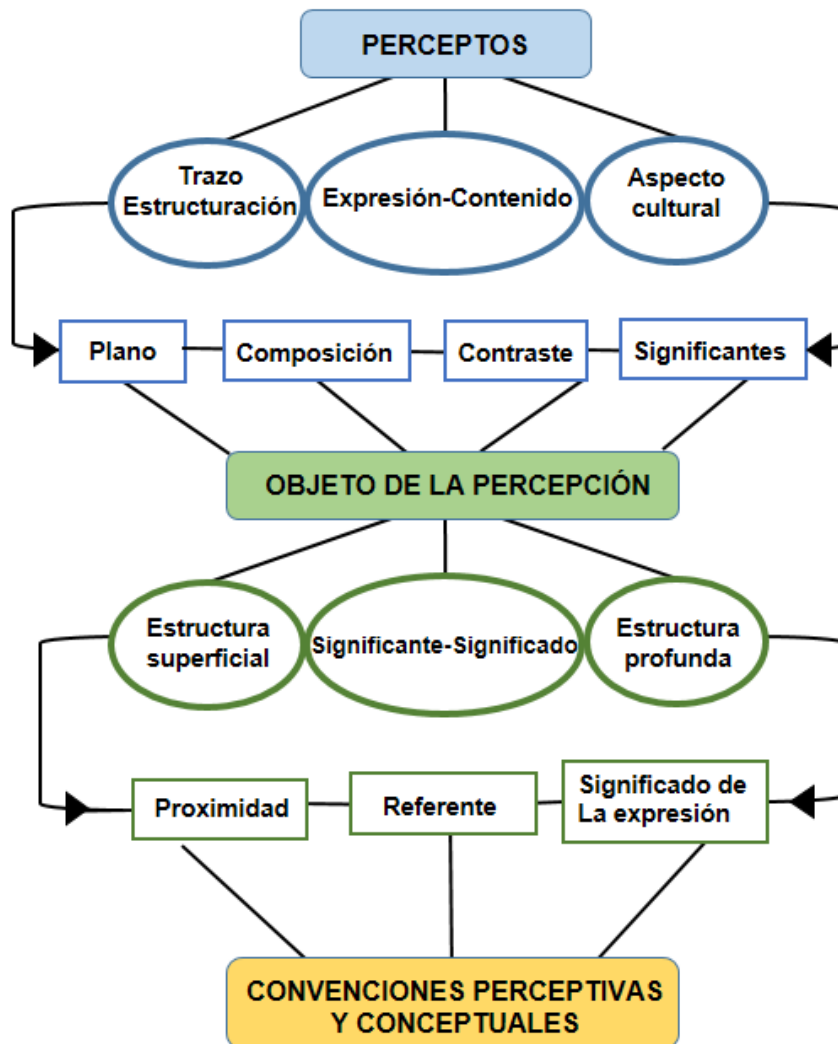 PERCEPTOS
Trazo
Estructuración
Expresión-Contenido
Aspecto
cultural
Plano
Composición
Contraste
Significantes
OBJETO DE LA PERCEPCIÓN
Estructura
superficial
Significante-Significado
Estructura
profunda
Proximidad
Referente
Significado de
La expresión
CONVENCIONES PERCEPTIVAS
Y CONCEPTUALES